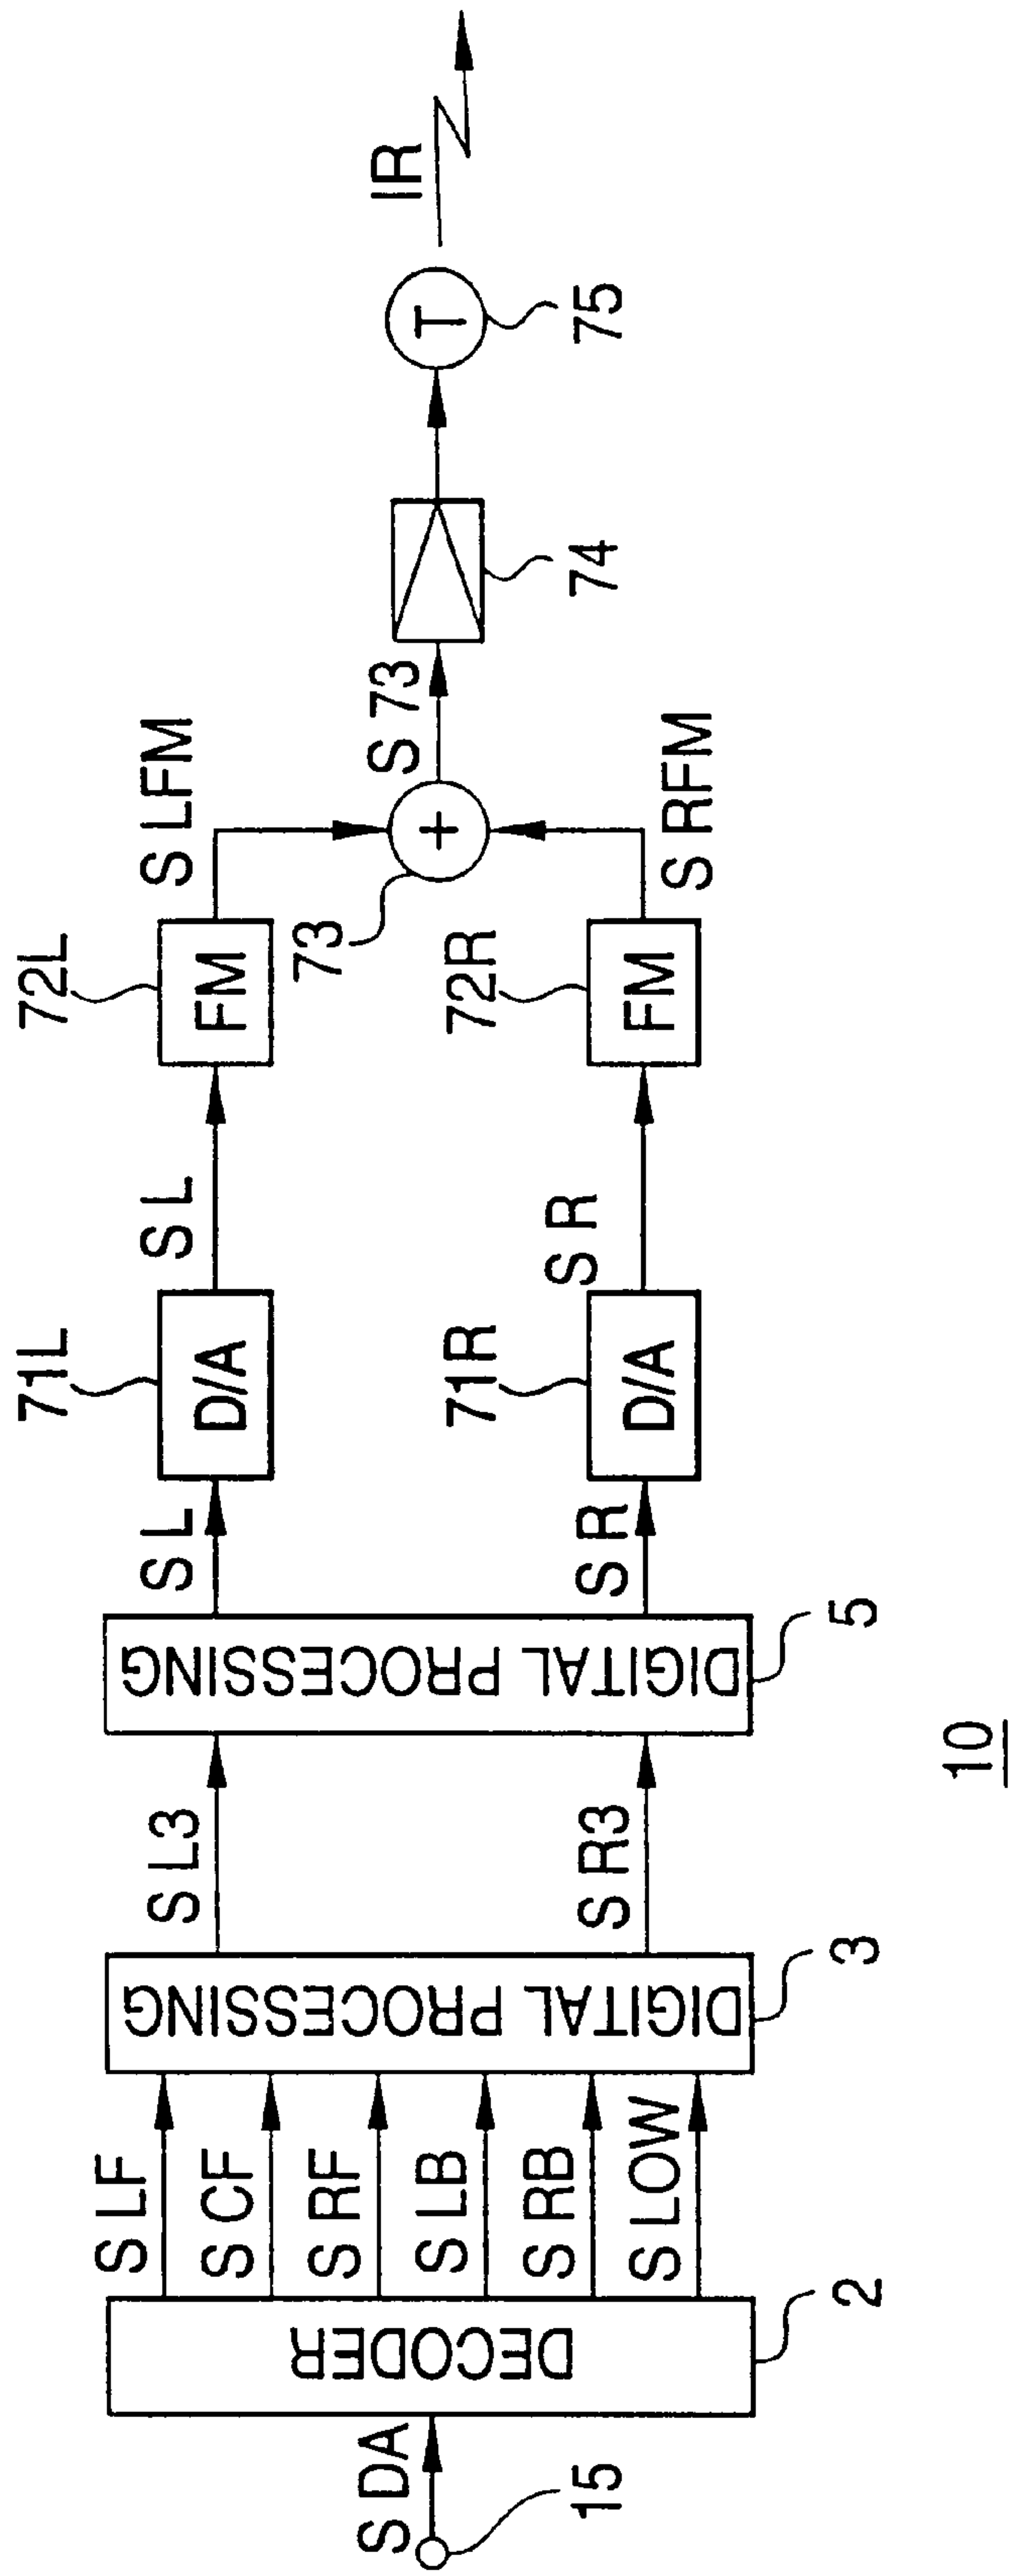 15
S DA
DECODER
2
S LF
S CF
S RF
S LB
S RB
S LOW
DIGITAL PROCESSING
3
S L3
S R3
DIGITAL PROCESSING
5
S L
S R
71L
D/A
71R
D/A
S L
S R
72L
FM
72R
FM
S LFM
S RFM
73
+
S 73
74
T
75
IR
10